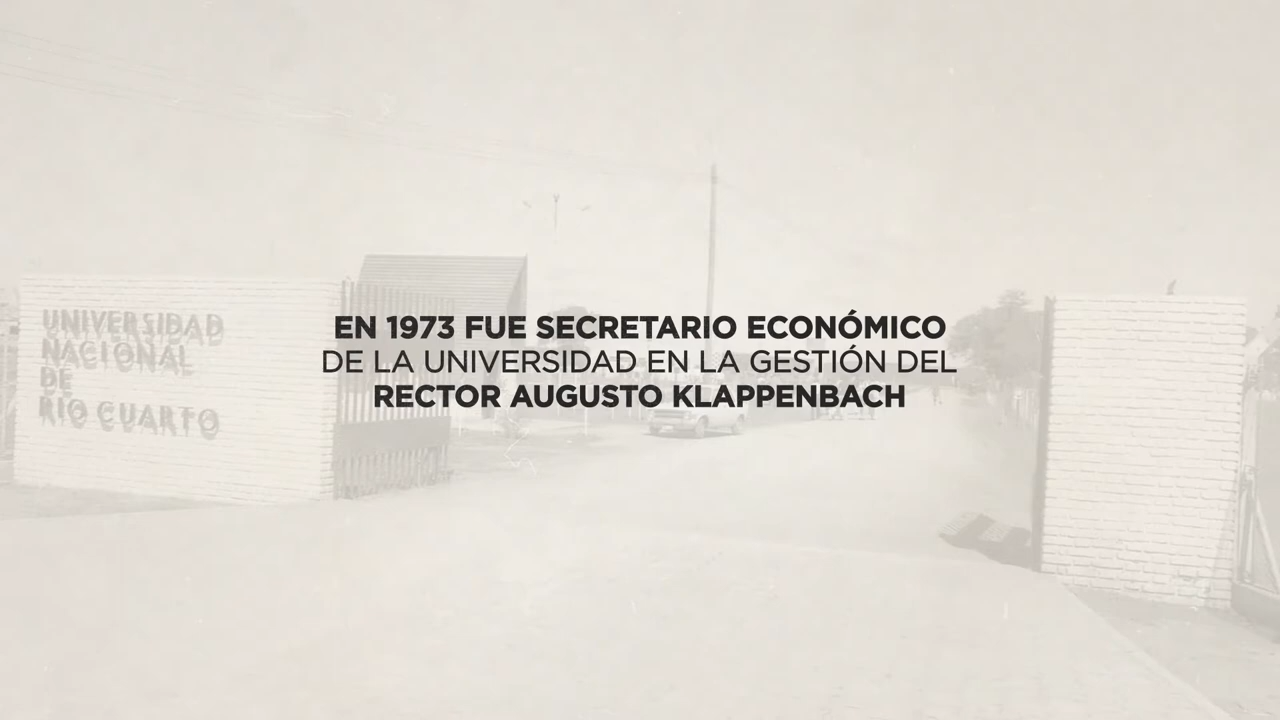 UNIVERSIDAD
NACIONAL
DE
RIO CUARTO
EN 1973 FUE SECRETARIO ECONÓMICO
DE LA UNIVERSIDAD EN LA GESTIÓN DEL
RECTOR AUGUSTO KLAPPENBACH